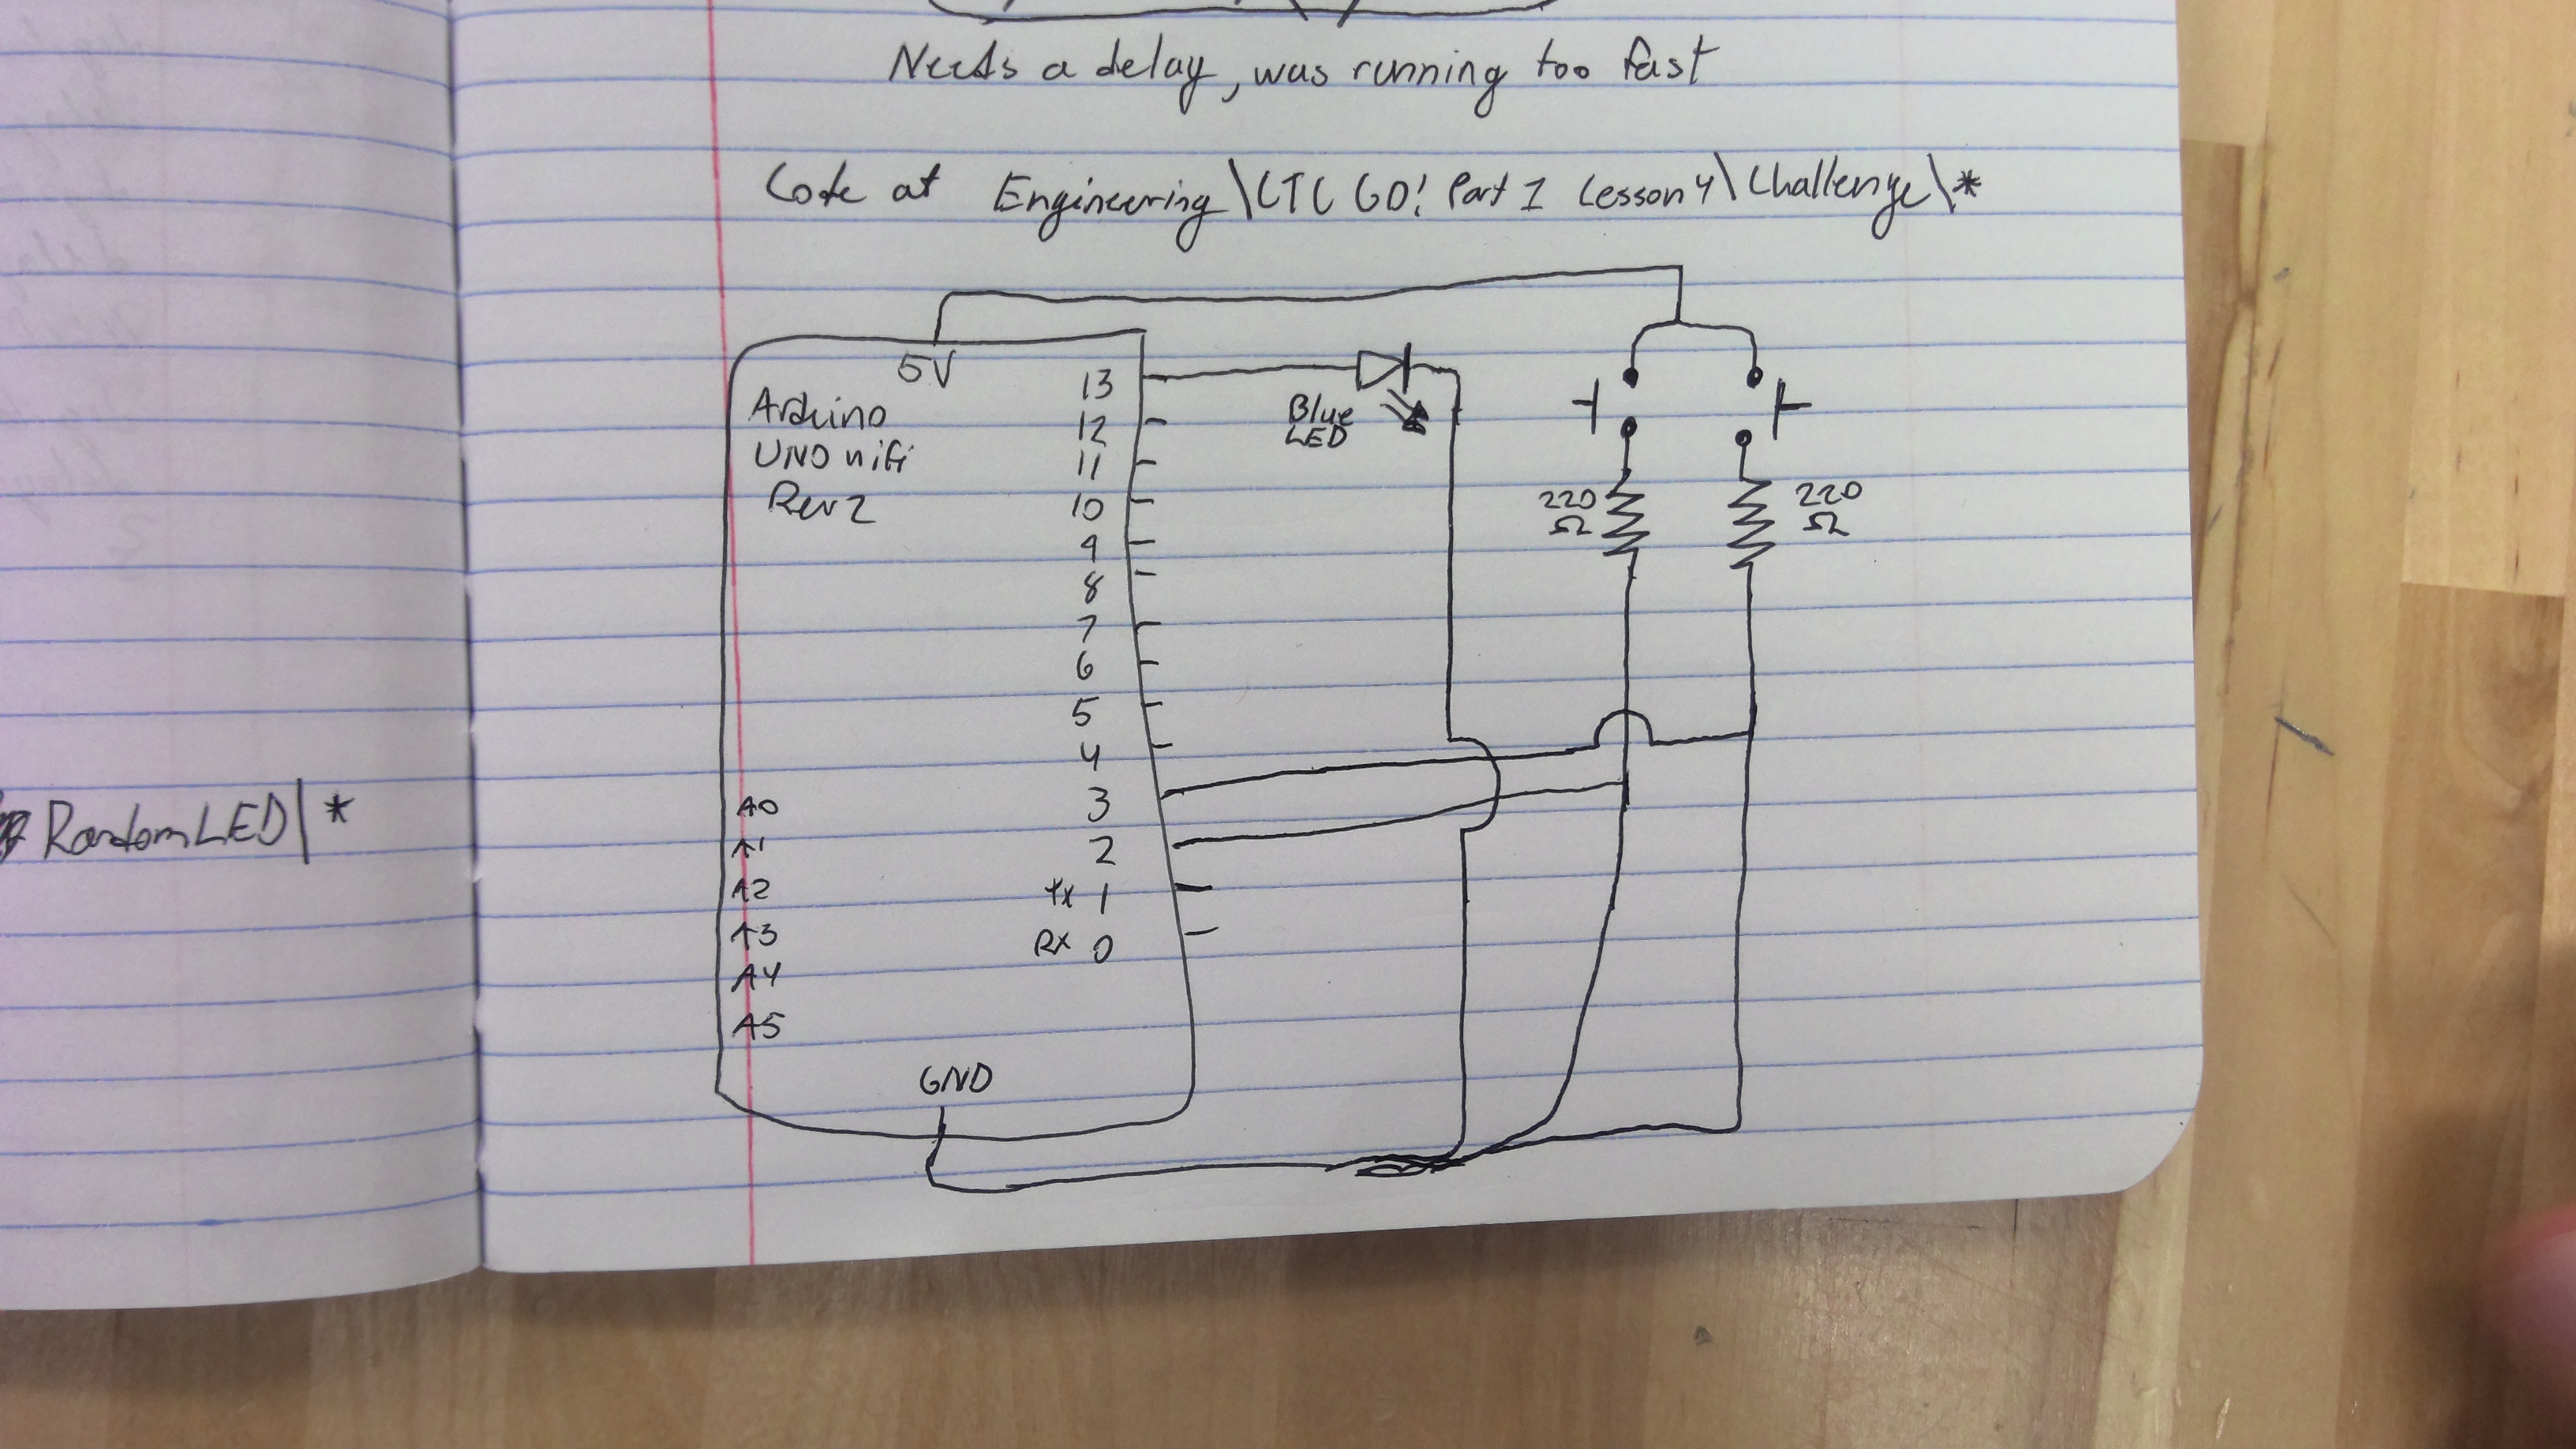 Needs a delay, was running too fast
Code at Engineering\CTC GO! Part 1 Lesson 4\Challenge\*
5V
Arduino
UNO wifi
Rev 2
13
12
11
10
9
8
7
6
5
4
3
2
Tx 1
RX 0
A0
A1
A2
A3
A4
A5
GND
Blue
LED
220
Ω
220
Ω
RandomLED\*